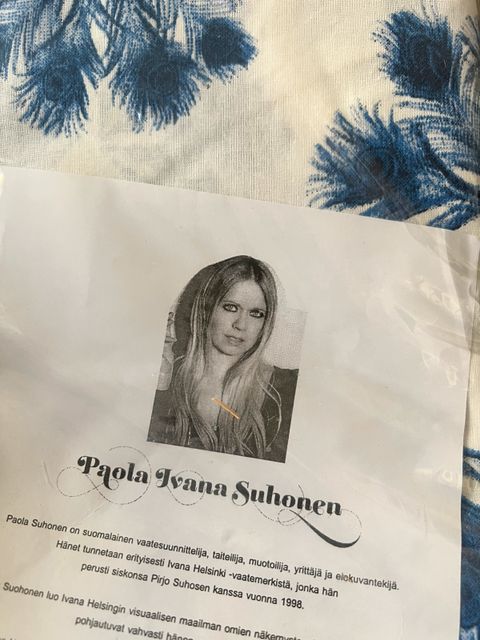 Paola Ivana Suhonen
Paola Suhonen on suomalainen vaatesuunnittelija, taiteilija, muotoilija, yrittäjä ja elokuvantekijä.
Hänet tunnetaan erityisesti Ivana Helsinki -vaatemerkistä, jonka hän
perusti siskonsa Pirjo Suhosen kanssa vuonna 1998.
Suohonen luo Ivana Helsingin visuaalisen maailman omien
pohjautuvat vahvasti